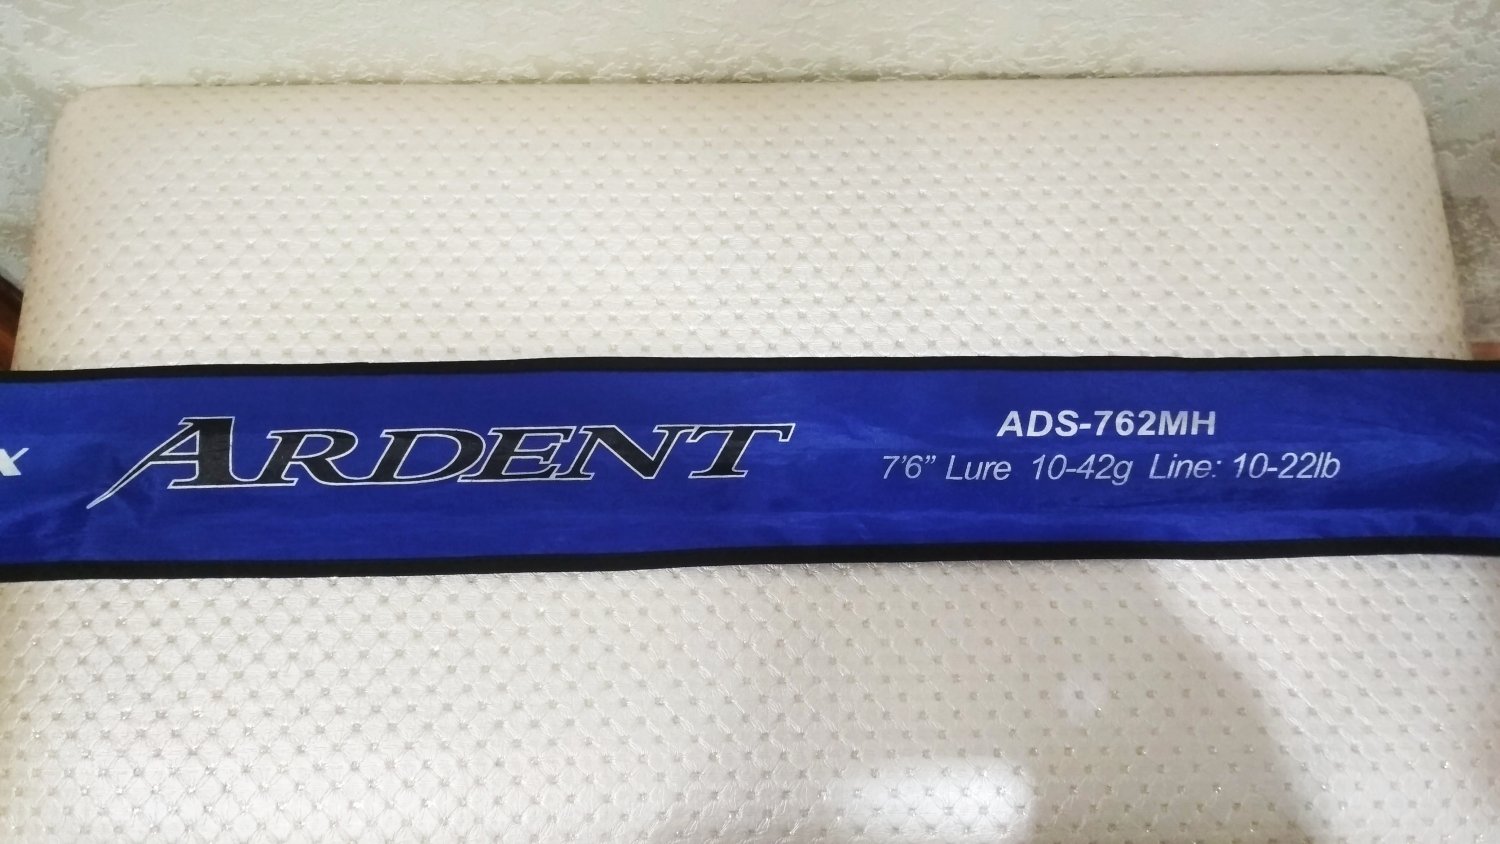 x ARDENT
ADS-762MH
7'6" Lure 10-42g Line: 10-22lb